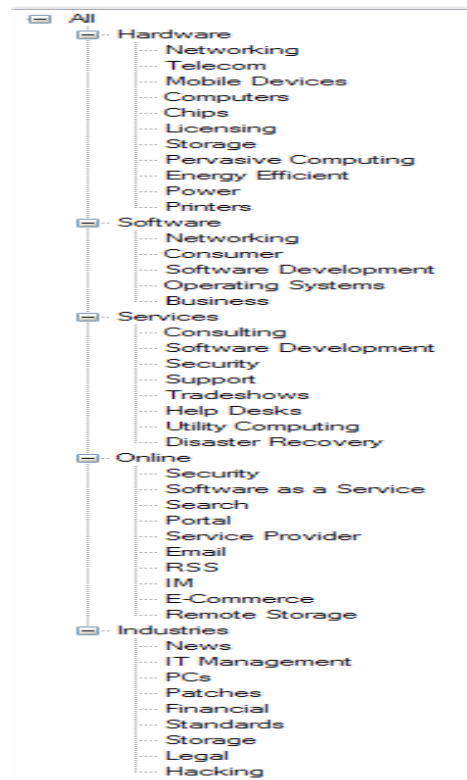 All
Hardware
Networking
Telecom
Mobile Devices
Computers
Chips
Licensing
Storage
Pervasive Computing
Energy Efficient
Power
Printers
Software
Networking
Consumer
Software Development
Operating Systems
Business
Services
Consulting
Software Development
Security
Support
Tradeshows
Help Desks
Utility Computing
Disaster Recovery
Online
Security
Software as a Service
Search
Portal
Service Provider
Email
RSS
IM
E-Commerce
Remote Storage
Industries
News
IT Management
PCs
Patches
Financial
Standards
Storage
Legal
Hacking